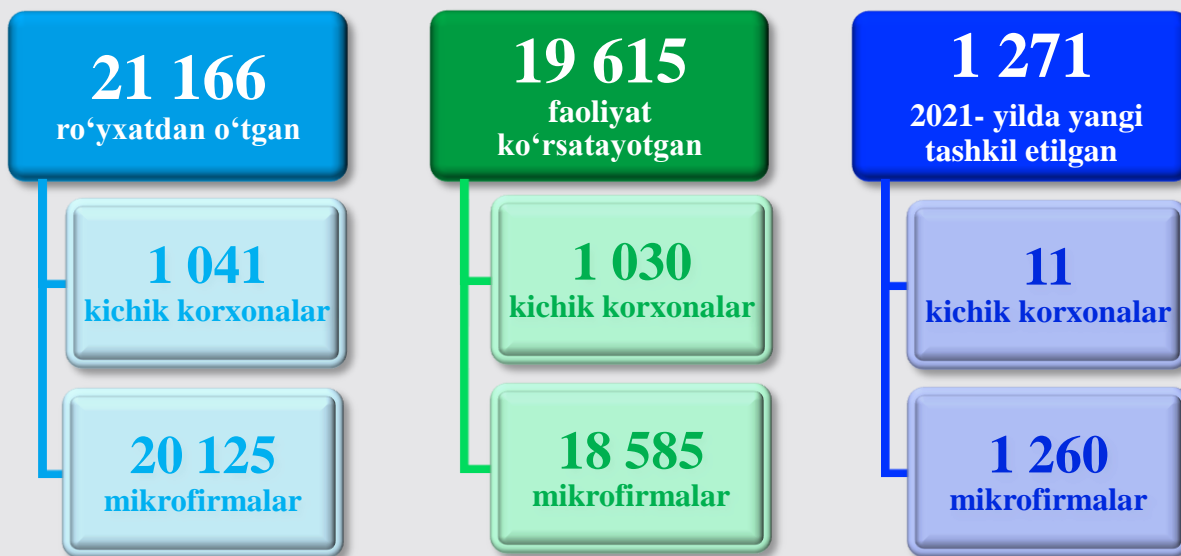 21 166
ro‘yxatdan o‘tgan
1 041
kichik korxonalar
20 125
mikrofirmalar
19 615
faoliyat
ko‘rsatayotgan
1 030
kichik korxonalar
18 585
mikrofirmalar
1 271
2021- yilda yangi
tashkil etilgan
11
kichik korxonalar
1 260
mikrofirmalar